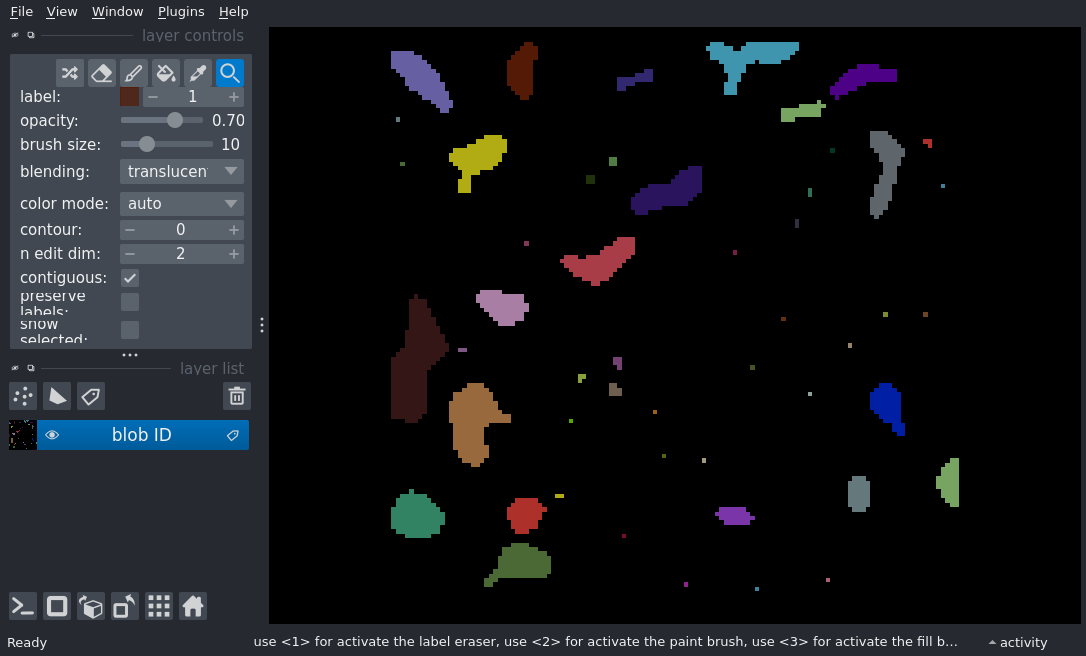 File View Window Plugins Help
layer controls
label: 1
opacity: 0.70
brush size: 10
blending: translucen
color mode: auto
contour: 0
n edit dim: 2
contiguous:
preserve
labels:
show
selected:
layer list
blob ID
Ready use <1> for activate the label eraser, use <2> for activate the paint brush, use <3> for activate the fill b... activity